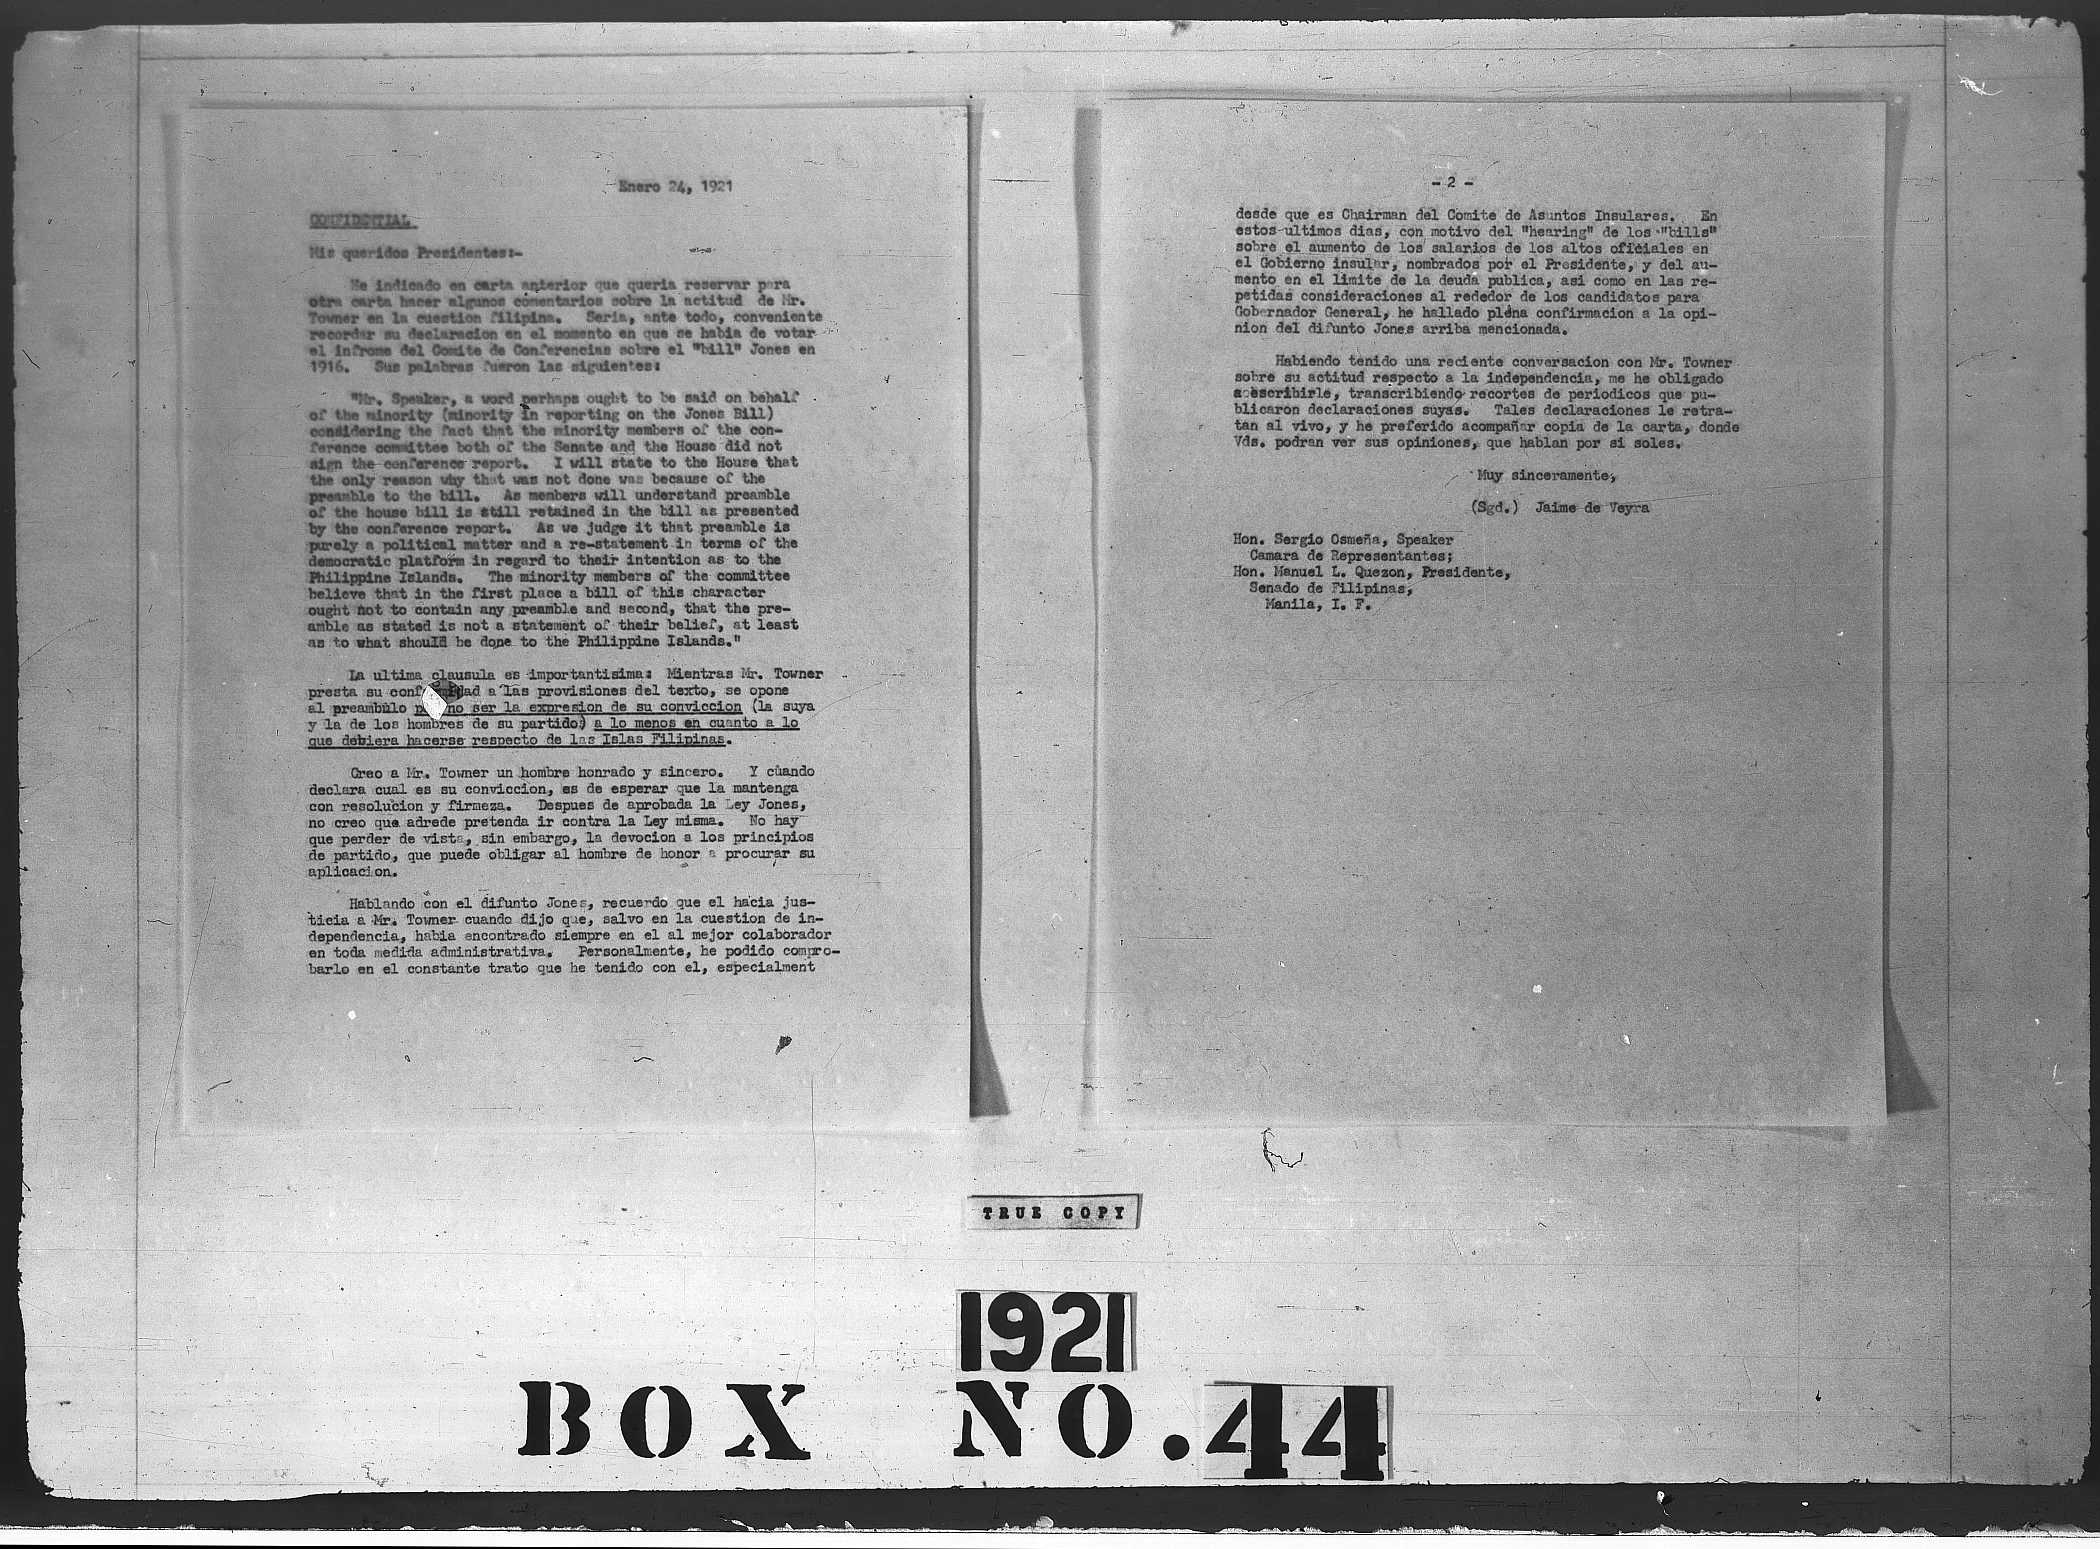 Enero 24, 1921
CONFIDENTIAL
Mis queridos Presidentes:-
He indicado en carta anterior que queria reservar para
otra carta hacer algunos comentarios sobre la actitud de Mr.
Towner en la cuestion filipina. Seria, ante todo, conveniente
recordar su declaracion en el momento en que se habia de votar
el infrome del Comite de Conferencias sobre el "bill" Jones en
1916. Sus palabras fueron las siguientes:
"Mr. Speaker, a word perhaps ought to be said on behalf
of the minority (minority in reporting on the Jones Bill)
considering the fact that the minority members of the con-
ference committee both of the Senate and the House did not
sign the conference report. I will state to the House that
the only reason why that was not done was because of the
preamble to the bill. As members will understand preamble
of the house bill is still retained in the bill as presented
by the conference report. As we judge it that preamble is
purely a political matter and a re-statement in terms of the
democratic platform in regard to their intention as to the
Philippine Islands. The minority members of the committee
believe that in the first place a bill of this character
ought not to contain any preamble and second, that the pre-
amble as stated is not a statement of their belief, at least
as to what should be done to the Philippine Islands."
La ultima clausula es importantisima: Mientras Mr. Towner
presta su conformidad a las provisiones del texto, se opone
al preambulo por no ser la expresion de su conviccion (la suya
y la de los hombres de su partido) a lo menos en cuanto a lo
que debiera hacerse respecto de las Islas Filipinas.
Creo a Mr. Towner un hombre honrado y sincero. Y cuando
declara cual es su conviccion, es de esperar que la mantenga
con resolucion y firmeza. Despues de aprobada la Ley Jones,
no creo que adrede pretenda ir contra la Ley misma. No hay
que perder de vista, sin embargo, la devocion a los principios
de partido, que puede obligar al hombre de honor a procurar su
aplicacion.
Hablando con el difunto Jones, recuerdo que el hacia jus-
ticia a Mr. Towner cuando dijo que, salvo en la cuestion de in-
dependencia, habia encontrado siempre en el al mejor colaborador
en toda medida administrativa. Personalmente, he podido compro-
barlo en el constante trato que he tenido con el, especialment
- 2 -
desde que es Chairman del Comite de Asuntos Insulares. En
estos ultimos dias, con motivo del "hearing" de los "bills"
sobre el aumento de los salarios de los altos oficiales en
el Gobierno insular, nombrados por el Presidente, y del au-
mento en el limite de la deuda publica, asi como en las re-
petidas consideraciones al rededor de los candidatos para
Gobernador General, he hallado plena confirmacion a la opi-
nion del difunto Jones arriba mencionada.
Habiendo tenido una reciente conversacion con Mr. Towner
sobre su actitud respecto a la independencia, me he obligado
a escribirle, transcribiendo recortes de periodicos que pu-
blicaron declaraciones suyas. Tales declaraciones le retra-
tan al vivo, y he preferido acompañar copia de la carta, donde
Vds. podran ver sus opiniones, que hablan por si soles.
Muy sinceramente,
(Sgd.) Jaime de Veyra
Hon. Sergio Osmeña, Speaker
Camara de Representantes;
Hon. Manuel L. Quezon, Presidente,
Senado de Filipinas,
Manila, I. F.
TRUE COPY
1921
BOX NO. 44